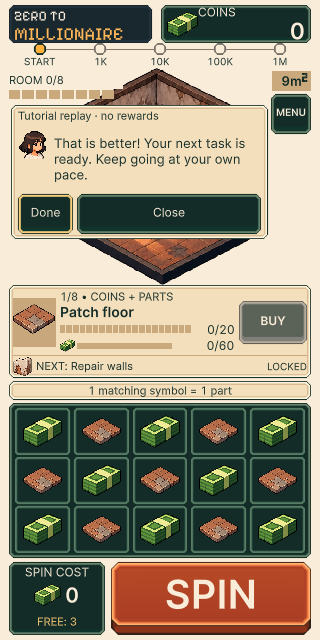 ZERO TO
MILLIONAIRE
COINS
0
START 1K 10K 100K 1M
ROOM 0/8
9m²
MENU
Tutorial replay · no rewards
That is better! Your next task is
ready. Keep going at your own
pace.
Done
Close
1/8 • COINS + PARTS
Patch floor
0/20
0/60
BUY
NEXT: Repair walls
LOCKED
1 matching symbol = 1 part
SPIN COST
0
FREE: 3
SPIN